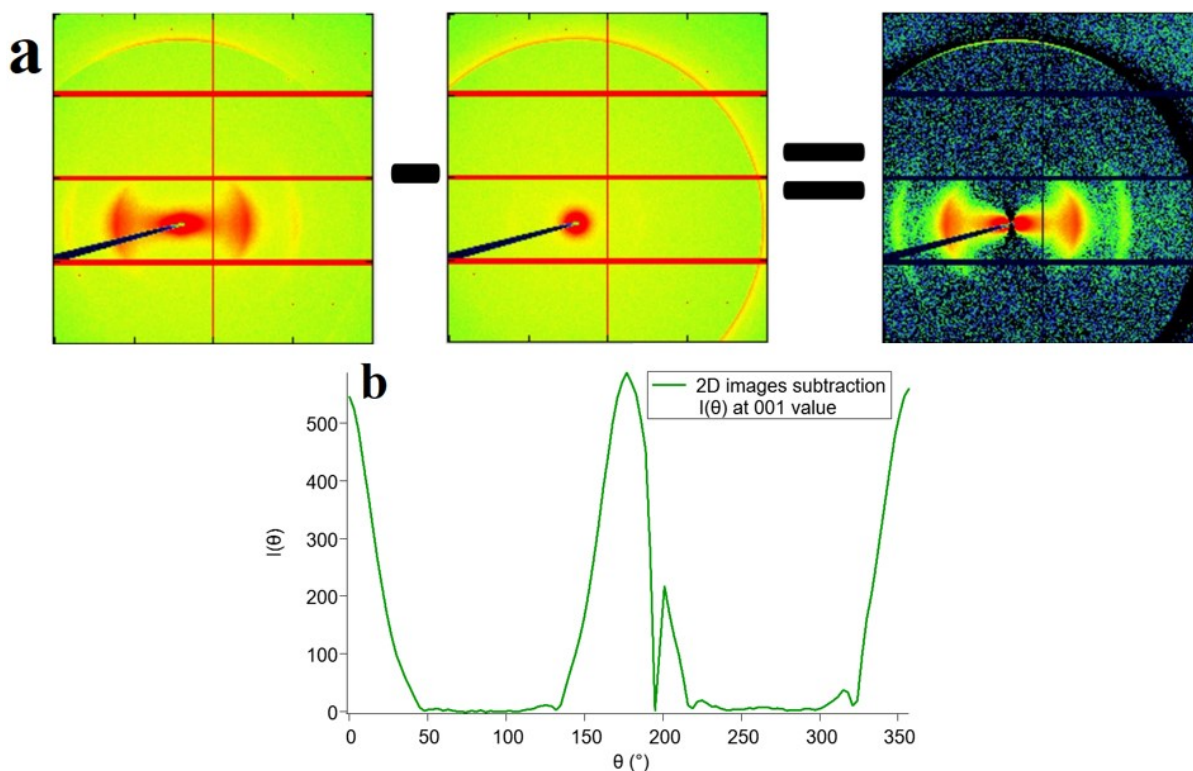 a
b
2D images subtraction
I(θ) at 001 value
500
400
300
200
100
0
I(θ)
0 50 100 150 200 250 300 350
θ (°)